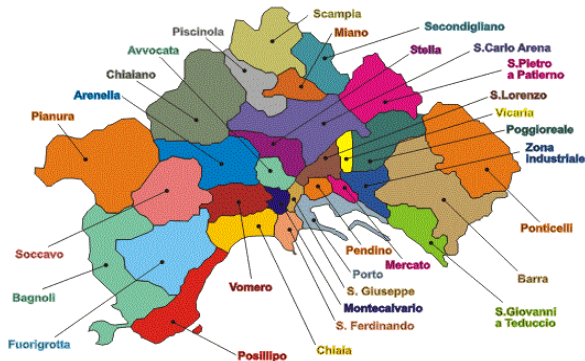 Scampia
Piscinola
Miano
Secondigliano
Avvocata
Stella
S.Carlo Arena
Chiaiano
S.Pietro
a Patierno
Arenella
S.Lorenzo
Vicaria
Pianura
Poggioreale
Zona
industriale
Soccavo
Ponticelli
Pendino
Mercato
Barra
Bagnoli
Vomero
Porto
S. Giuseppe
Montecalvario
S.Giovanni
a Teduccio
Fuorigrotta
S. Ferdinando
Posillipo
Chiaia